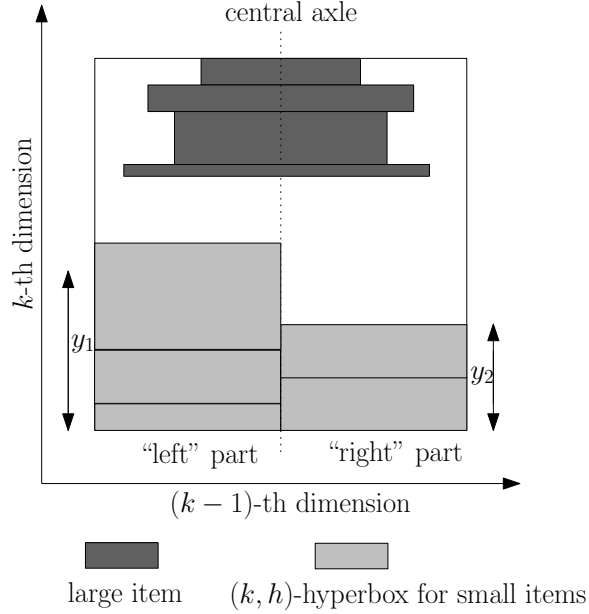 central axle
k-th dimension
y₁
y₂
“left” part
“right” part
(k − 1)-th dimension
large item
(k, h)-hyperbox for small items